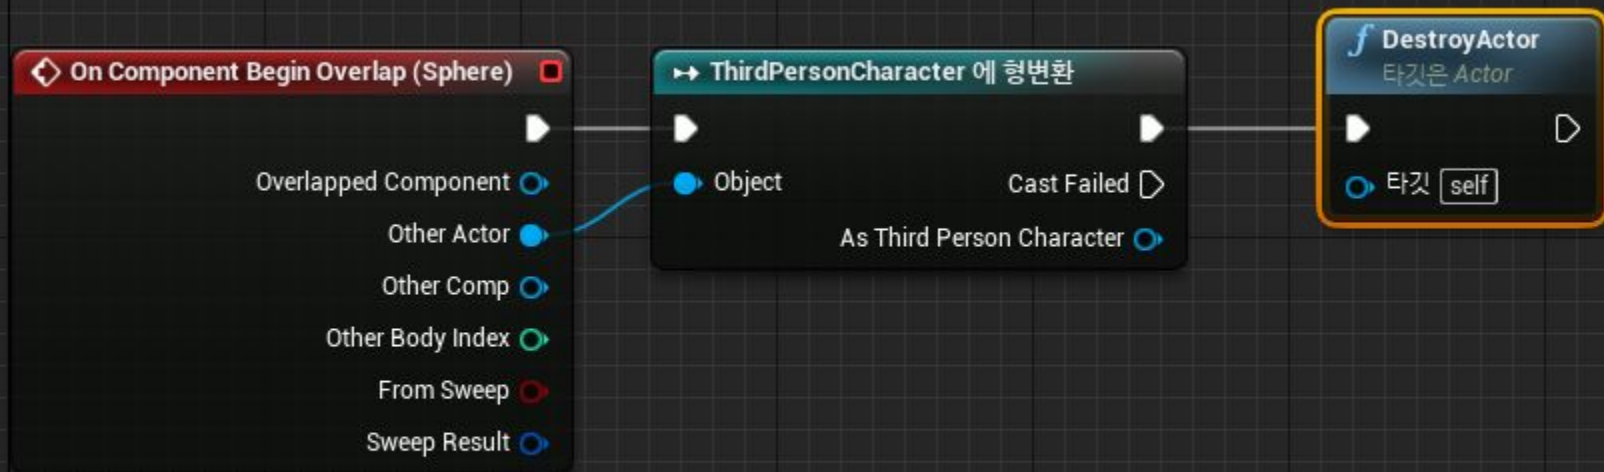 On Component Begin Overlap (Sphere)
Overlapped Component
Other Actor
Other Comp
Other Body Index
From Sweep
Sweep Result
ThirdPersonCharacter 에 형변환
Object
Cast Failed
As Third Person Character
f DestroyActor
타깃은 Actor
타깃 self